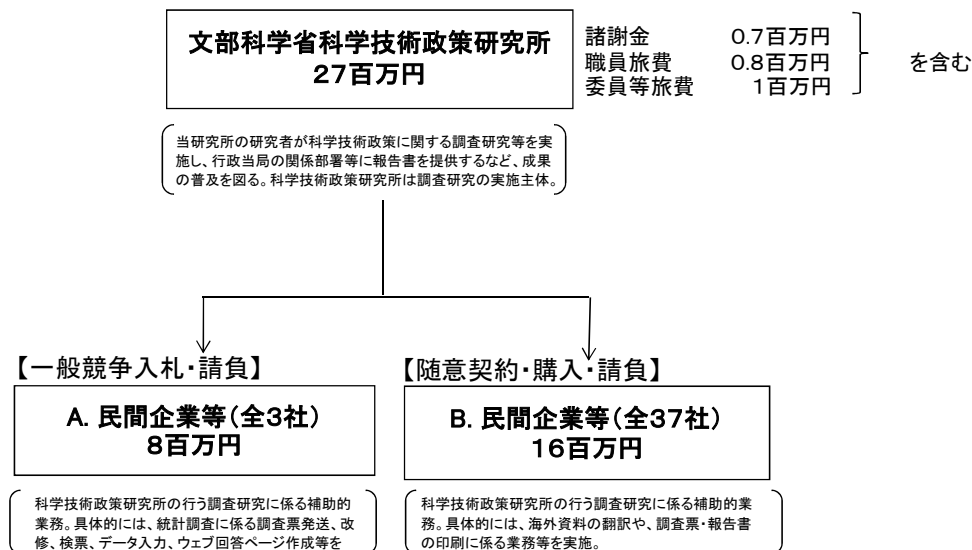 文部科学省科学技術政策研究所
27百万円
諸謝金 0.7百万円
職員旅費 0.8百万円
委員等旅費 1百万円
を含む
当研究所の研究者が科学技術政策に関する調査研究等を実
施し、行政当局の関係部署等に報告書を提供するなど、成果
の普及を図る。科学技術政策研究所は調査研究の実施主体。
【一般競争入札・請負】
A. 民間企業等(全3社)
8百万円
科学技術政策研究所の行う調査研究に係る補助的
業務。具体的には、統計調査に係る調査票発送、改
修、検票、データ入力、ウェブ回答ページ作成等を
【随意契約・購入・請負】
B. 民間企業等(全37社)
16百万円
科学技術政策研究所の行う調査研究に係る補助的業
務。具体的には、海外資料の翻訳や、調査票・報告書
の印刷に係る業務等を実施。